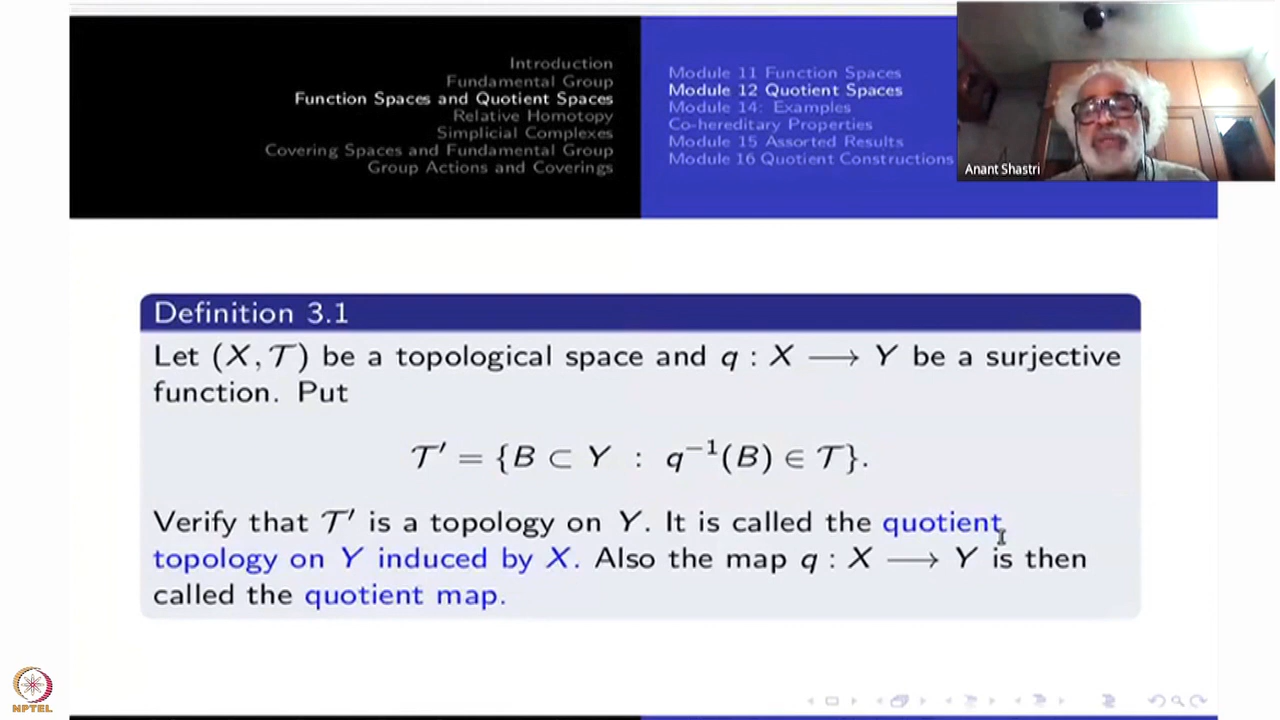 Introduction
Fundamental Group
Function Spaces and Quotient Spaces
Relative Homotopy
Simplicial Complexes
Covering Spaces and Fundamental Group
Group Actions and Coverings
Module 11 Function Spaces
Module 12 Quotient Spaces
Module 14: Examples
Co-hereditary Properties
Module 15 Assorted Results
Module 16 Quotient Constructions
Anant Shastri
Definition 3.1
Let (X, 𝒯) be a topological space and q : X ⟶ Y be a surjective
function. Put
𝒯′ = {B ⊂ Y : q⁻¹(B) ∈ 𝒯}.
Verify that 𝒯′ is a topology on Y. It is called the quotient
topology on Y induced by X. Also the map q : X ⟶ Y is then
called the quotient map.
NPTEL